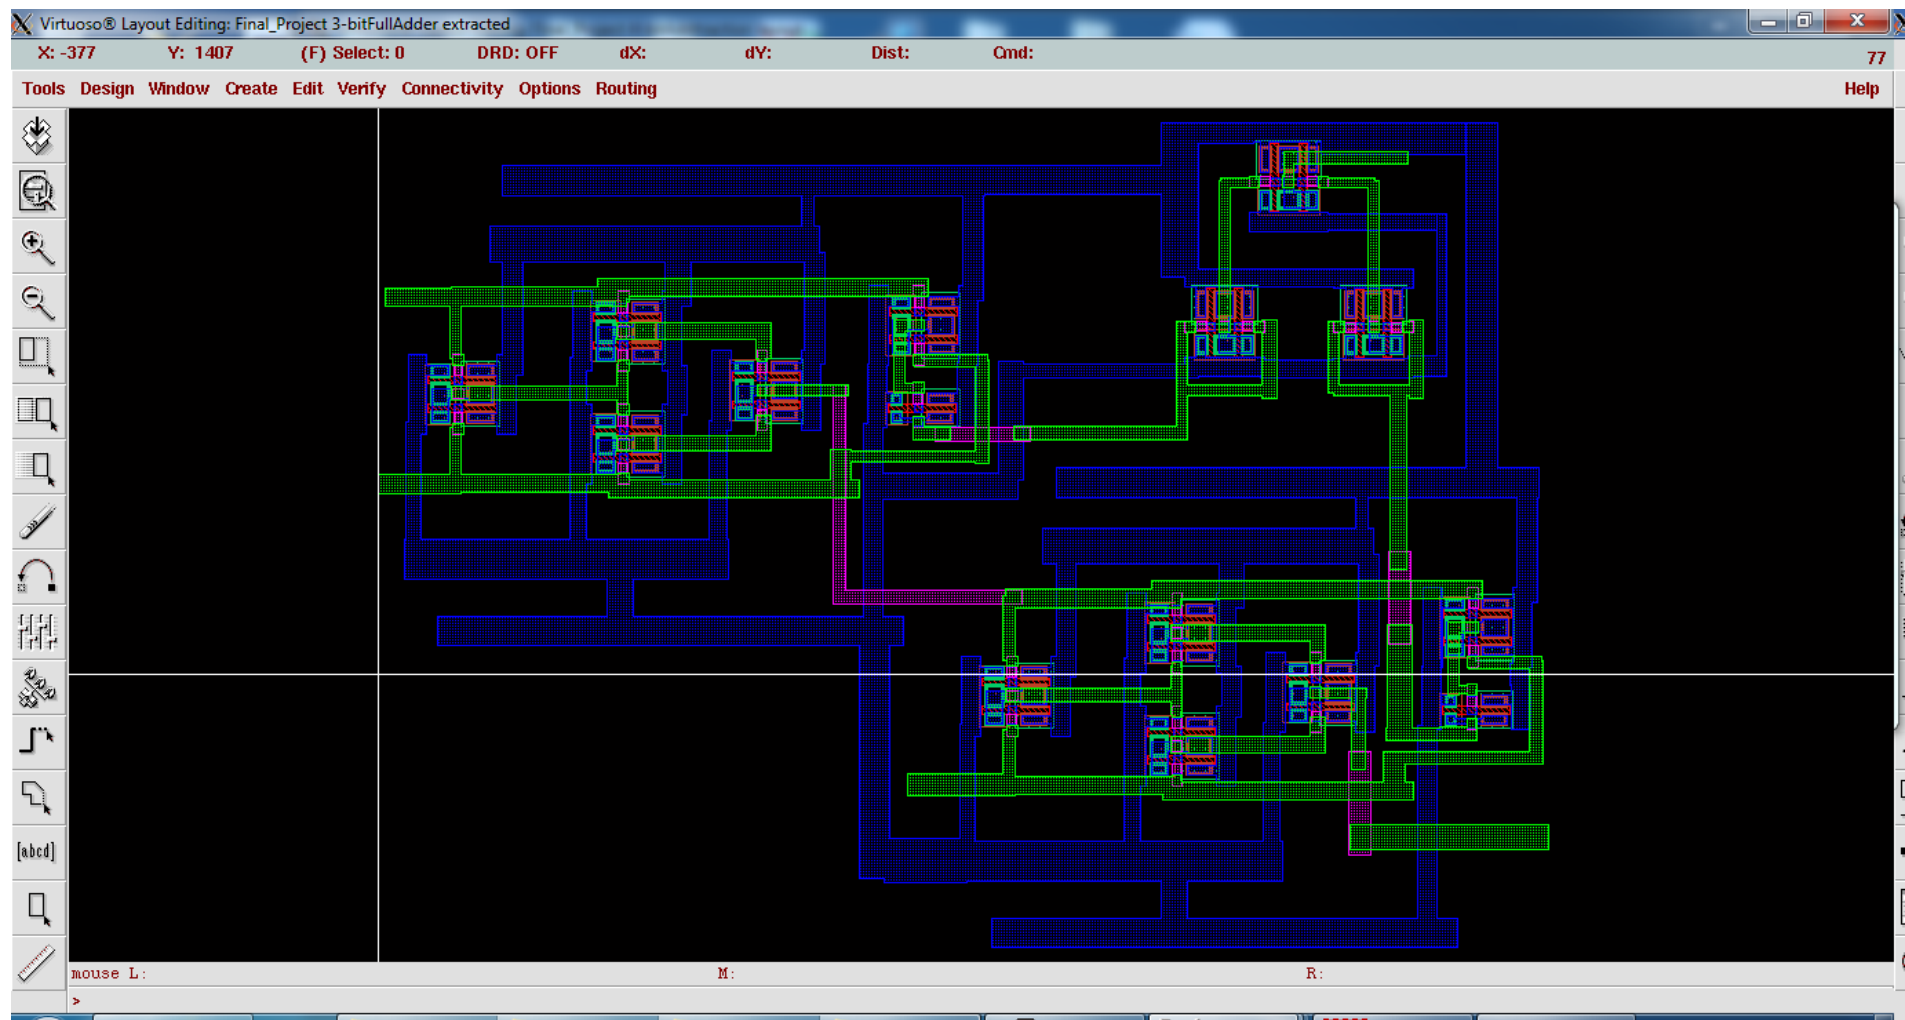 Virtuoso® Layout Editing: Final_Project 3-bitFullAdder extracted
X: -377 Y: 1407 (F) Select: 0 DRD: OFF dX: dY: Dist: Cmd: 77
Tools Design Window Create Edit Verify Connectivity Options Routing Help
[abcd]
mouse L: M: R:
>